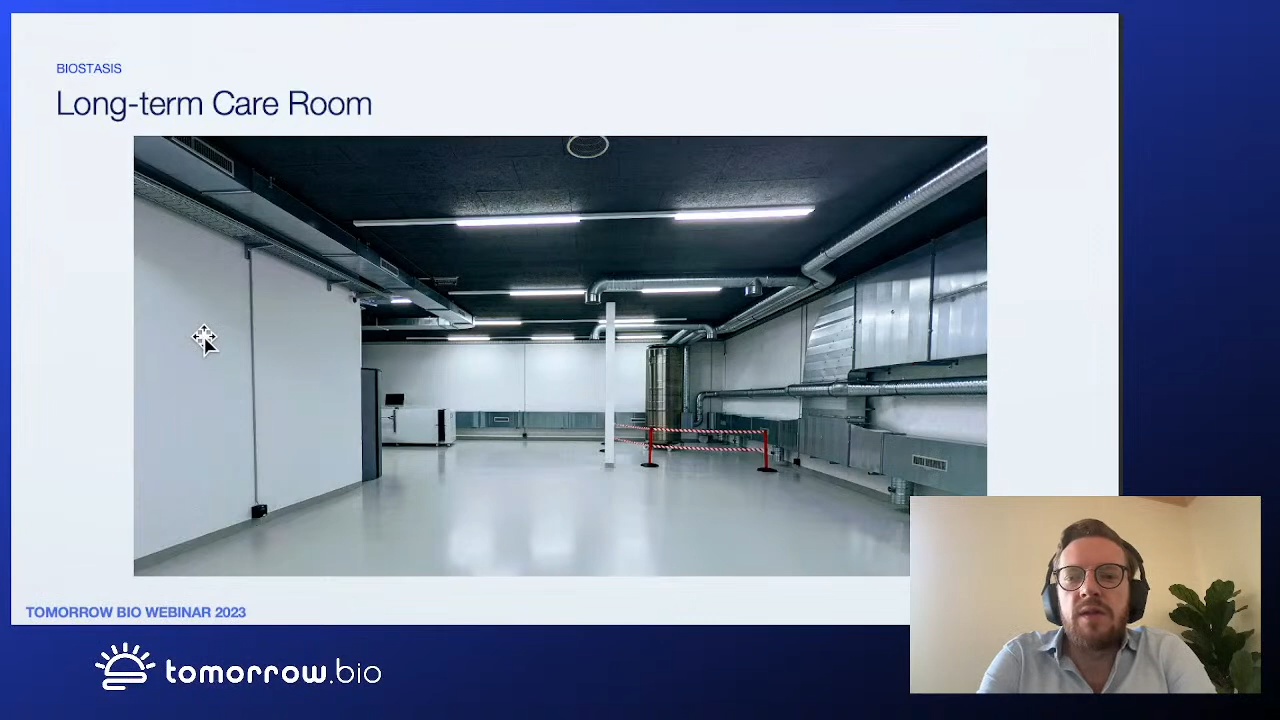 BIOSTASIS
Long-term Care Room
TOMORROW BIO WEBINAR 2023
tomorrow.bio